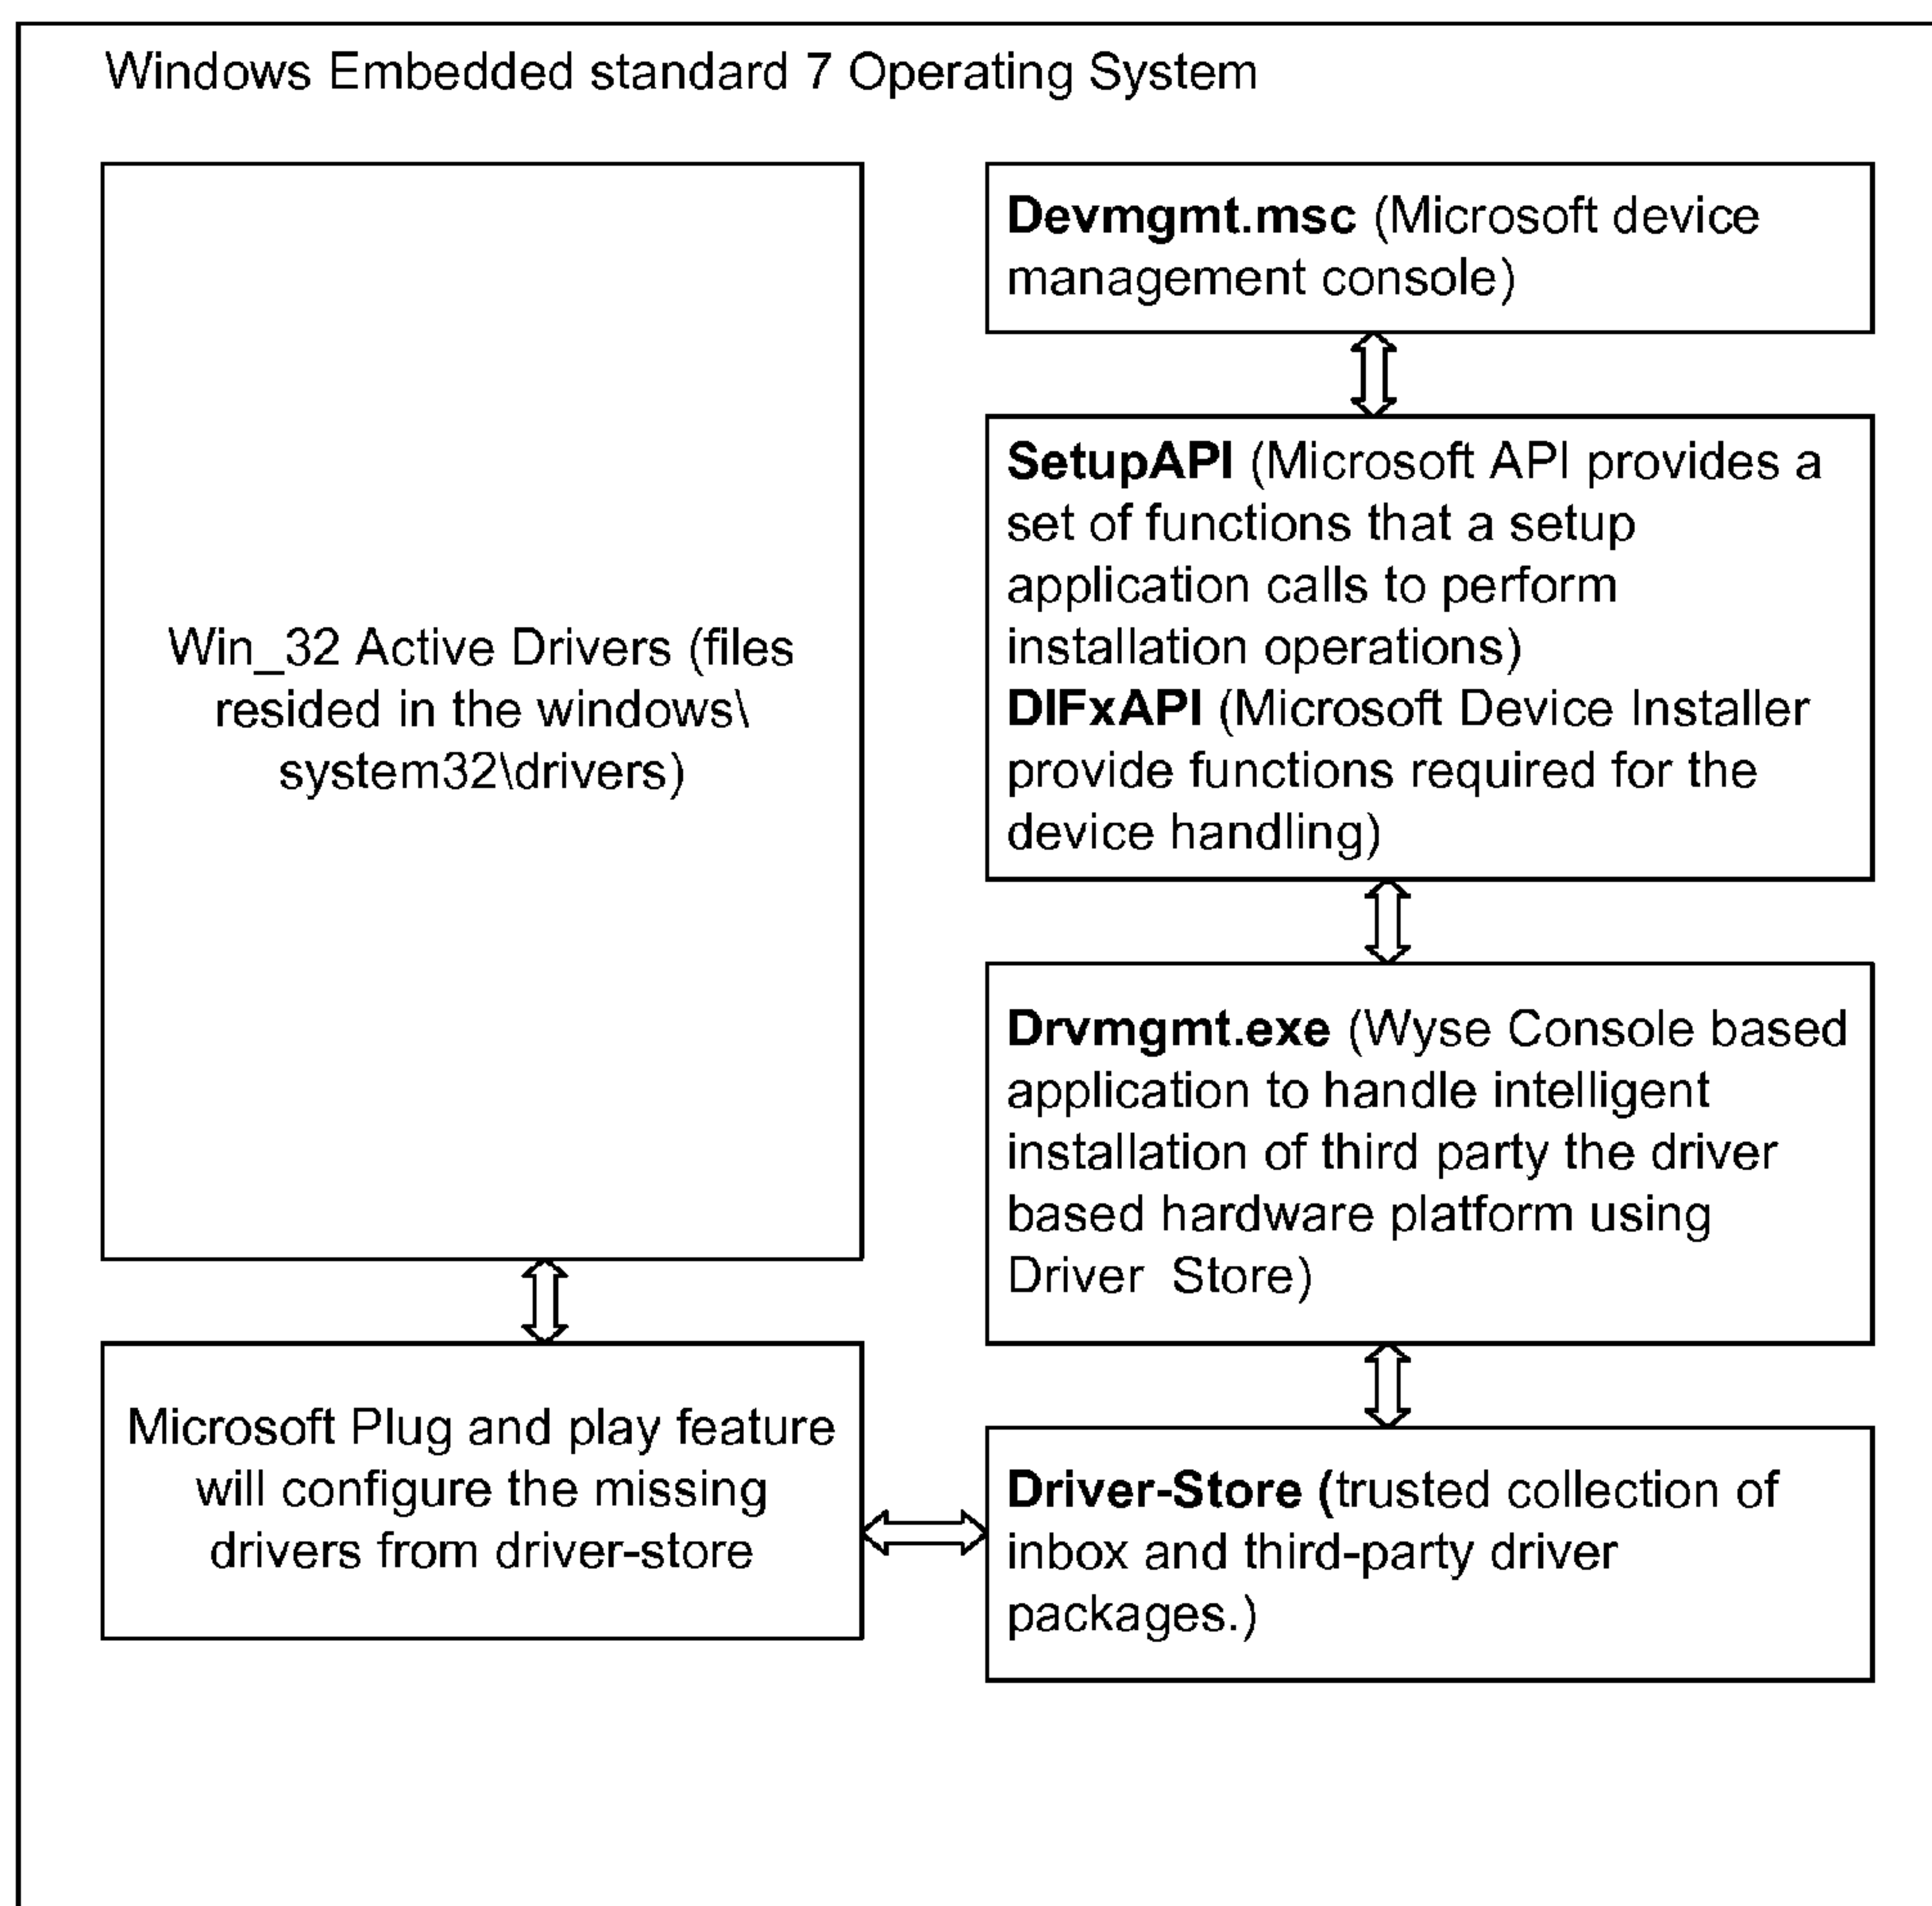 Windows Embedded standard 7 Operating System
Win_32 Active Drivers (files
resided in the windows\
system32\drivers)
Microsoft Plug and play feature
will configure the missing
drivers from driver-store
Devmgmt.msc (Microsoft device
management console)
SetupAPI (Microsoft API provides a
set of functions that a setup
application calls to perform
installation operations)
DIFxAPI (Microsoft Device Installer
provide functions required for the
device handling)
Drvmgmt.exe (Wyse Console based
application to handle intelligent
installation of third party the driver
based hardware platform using
Driver  Store)
Driver-Store (trusted collection of
inbox and third-party driver
packages.)